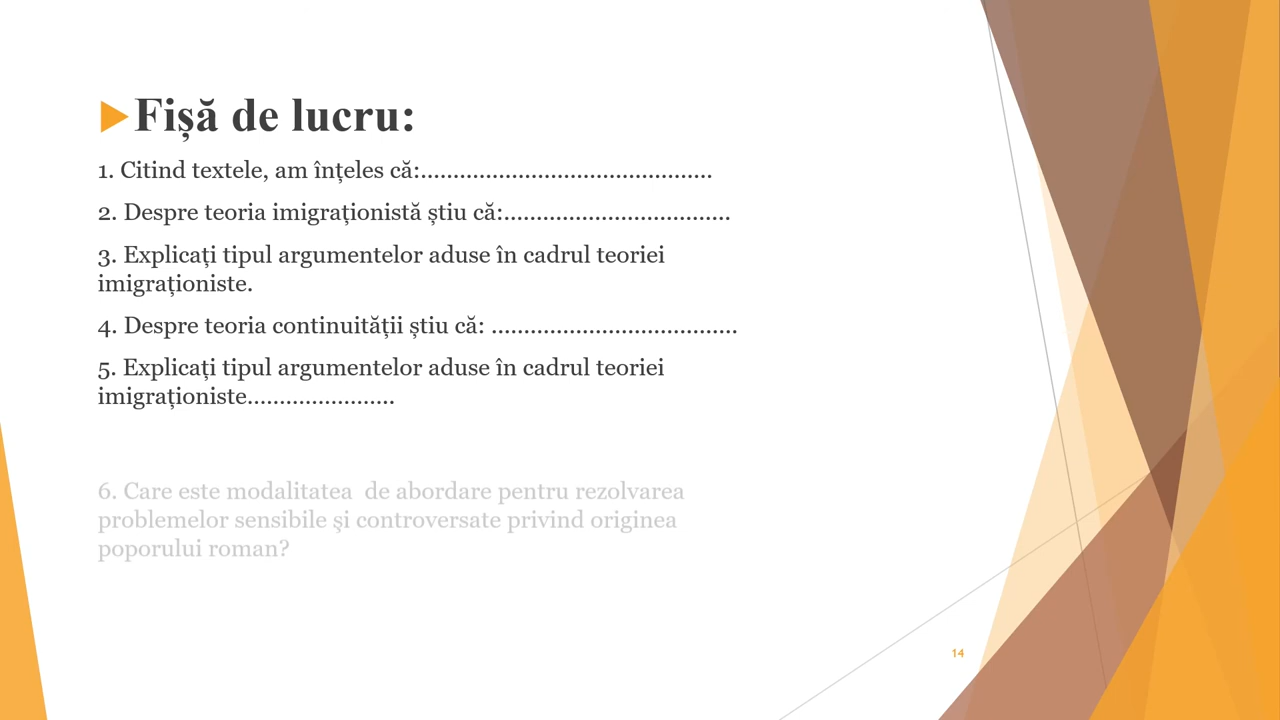 Fișă de lucru:
1. Citind textele, am înțeles că:.............................................
2. Despre teoria imigraționistă știu că:...................................
3. Explicați tipul argumentelor aduse în cadrul teoriei
imigraționiste.
4. Despre teoria continuității știu că: ......................................
5. Explicați tipul argumentelor aduse în cadrul teoriei
imigraționiste.......................
6. Care este modalitatea  de abordare pentru rezolvarea
problemelor sensibile şi controversate privind originea
poporului roman?
14